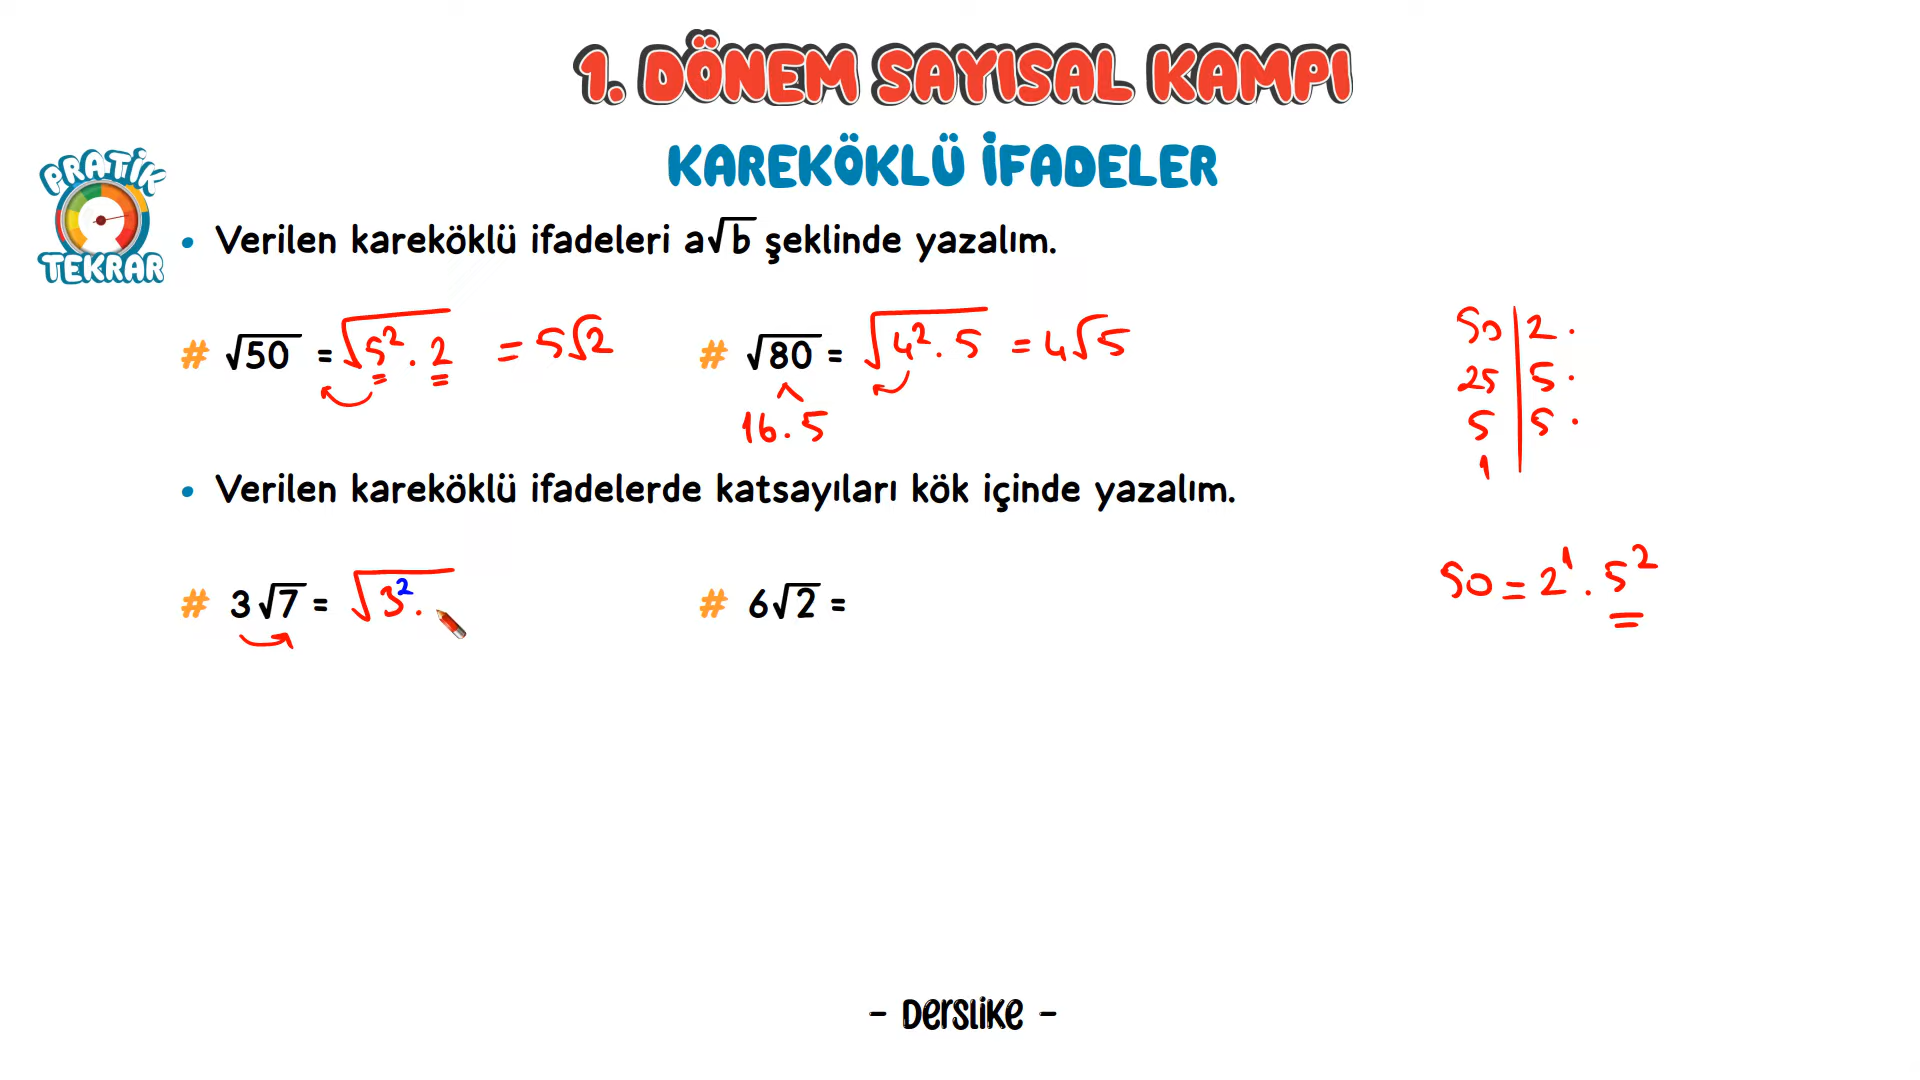 1. DÖNEM SAYISAL KAMPI
KAREKÖKLÜ İFADELER
PRATİK
TEKRAR
• Verilen kareköklü ifadeleri a√b şeklinde yazalım.
# √50 = √5² . 2 = 5√2
# √80 = √4² . 5 = 4√5
16 . 5
50 | 2 .
25 | 5 .
5 | 5 .
1
• Verilen kareköklü ifadelerde katsayıları kök içinde yazalım.
# 3√7 = √3² .
# 6√2 =
50 = 2¹ . 5²
- Derslike -